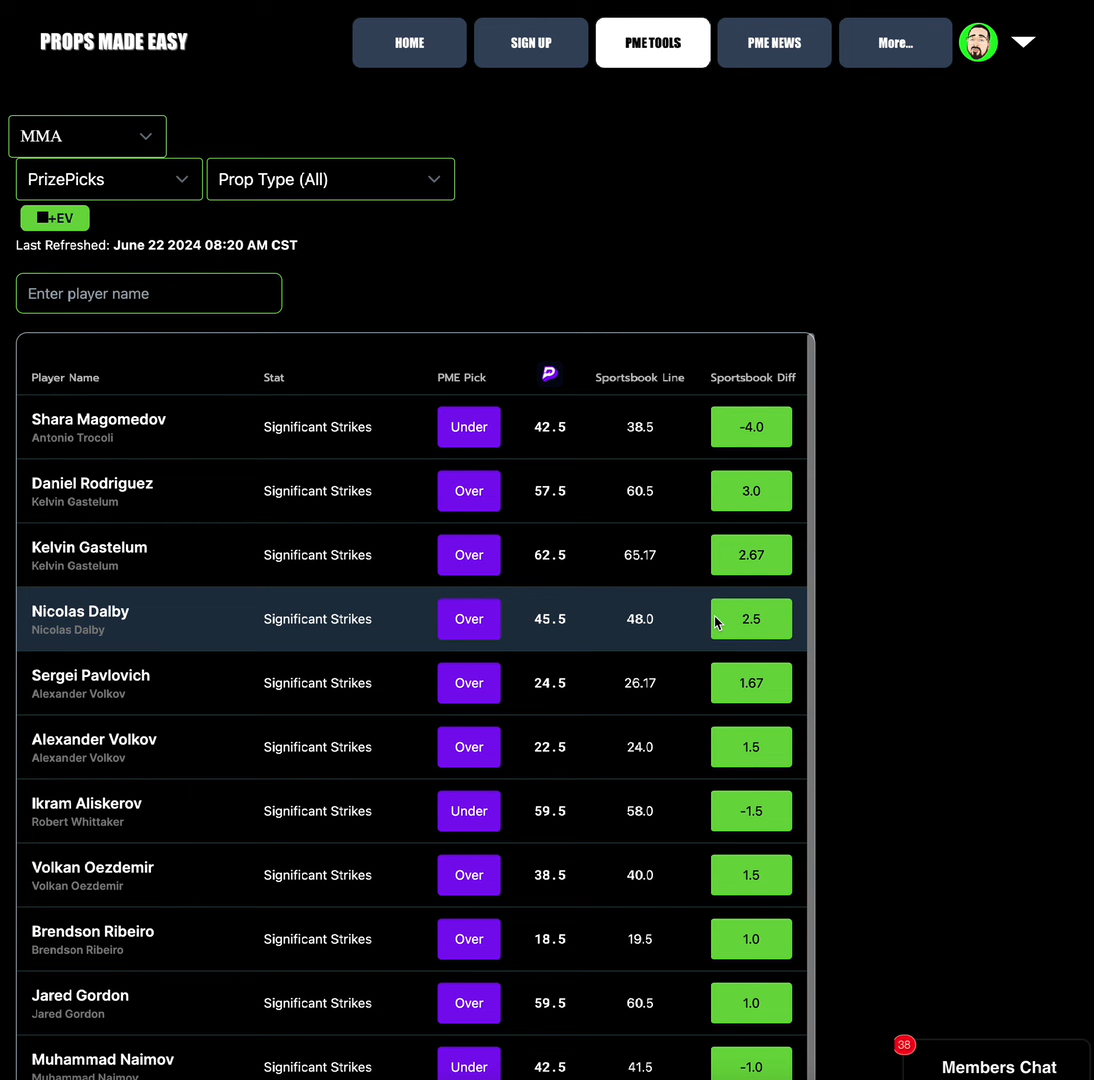 PROPS MADE EASY HOME SIGN UP PME TOOLS PME NEWS More...
MMA
PrizePicks Prop Type (All)
+EV
Last Refreshed: June 22 2024 08:20 AM CST
Enter player name
Player Name Stat PME Pick P Sportsbook Line Sportsbook Diff
Shara Magomedov Significant Strikes Under 42.5 38.5 -4.0
Antonio Trocoli
Daniel Rodriguez Significant Strikes Over 57.5 60.5 3.0
Kelvin Gastelum
Kelvin Gastelum Significant Strikes Over 62.5 65.17 2.67
Kelvin Gastelum
Nicolas Dalby Significant Strikes Over 45.5 48.0 2.5
Nicolas Dalby
Sergei Pavlovich Significant Strikes Over 24.5 26.17 1.67
Alexander Volkov
Alexander Volkov Significant Strikes Over 22.5 24.0 1.5
Alexander Volkov
Ikram Aliskerov Significant Strikes Under 59.5 58.0 -1.5
Robert Whittaker
Volkan Oezdemir Significant Strikes Over 38.5 40.0 1.5
Volkan Oezdemir
Brendson Ribeiro Significant Strikes Over 18.5 19.5 1.0
Brendson Ribeiro
Jared Gordon Significant Strikes Over 59.5 60.5 1.0
Jared Gordon
Muhammad Naimov Significant Strikes Under 42.5 41.5 -1.0
Muhammad Naimov
38
Members Chat